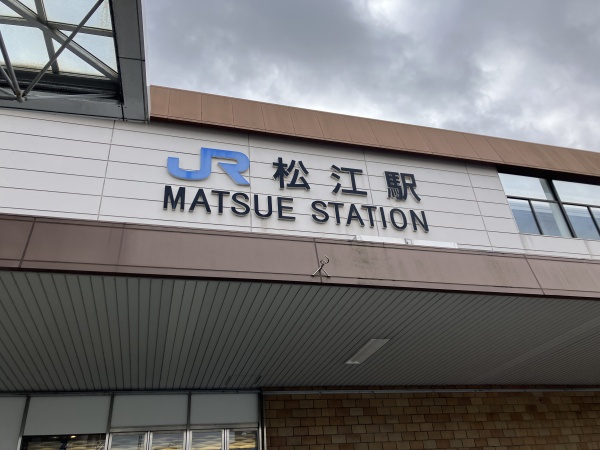 JR 松江駅
MATSUE STATION